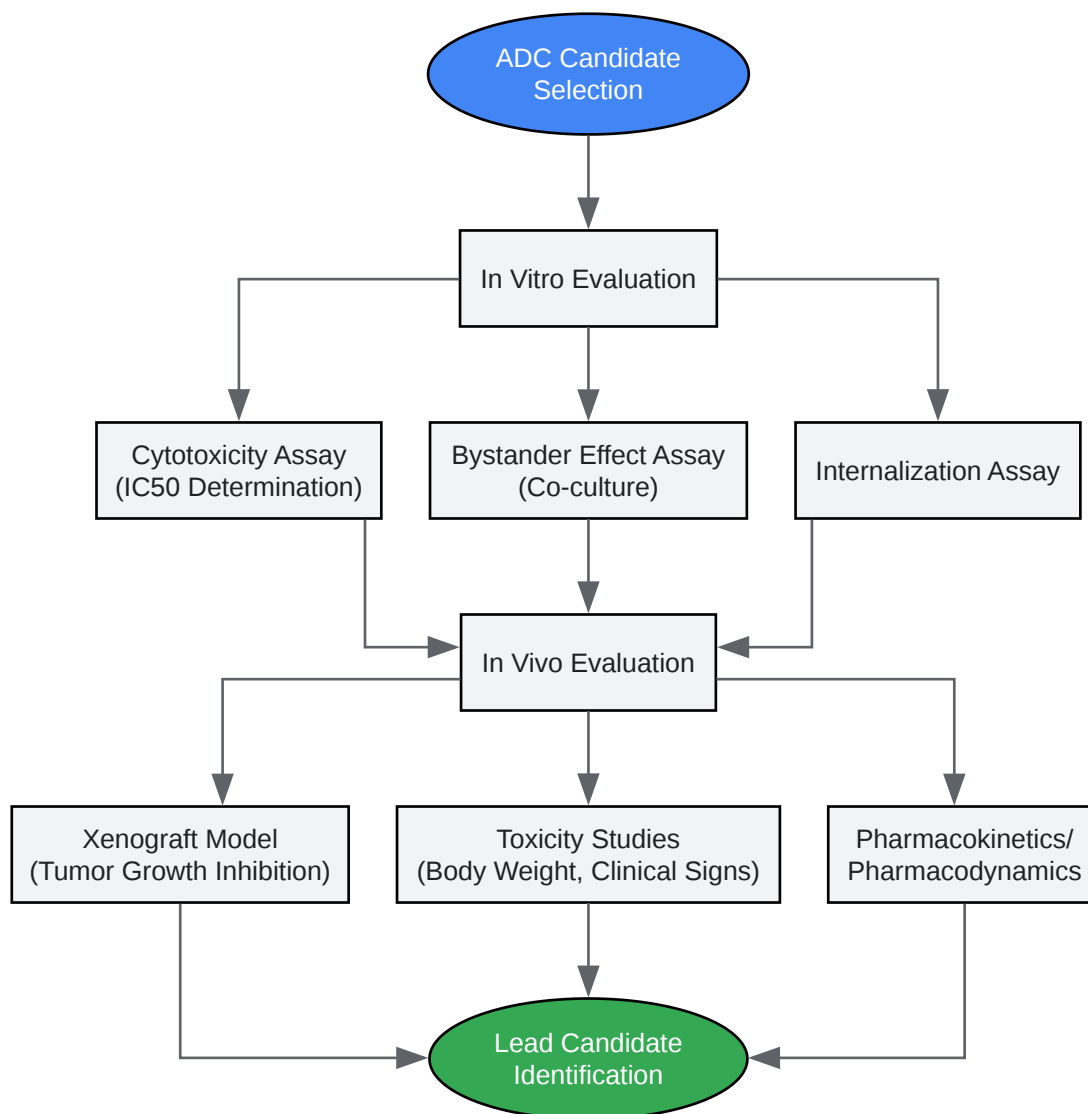 ADC Candidate
Selection
In Vitro Evaluation
Cytotoxicity Assay
(IC50 Determination)
Bystander Effect Assay
(Co-culture)
Internalization Assay
In Vivo Evaluation
Xenograft Model
(Tumor Growth Inhibition)
Toxicity Studies
(Body Weight, Clinical Signs)
Pharmacokinetics/
Pharmacodynamics
Lead Candidate
Identification